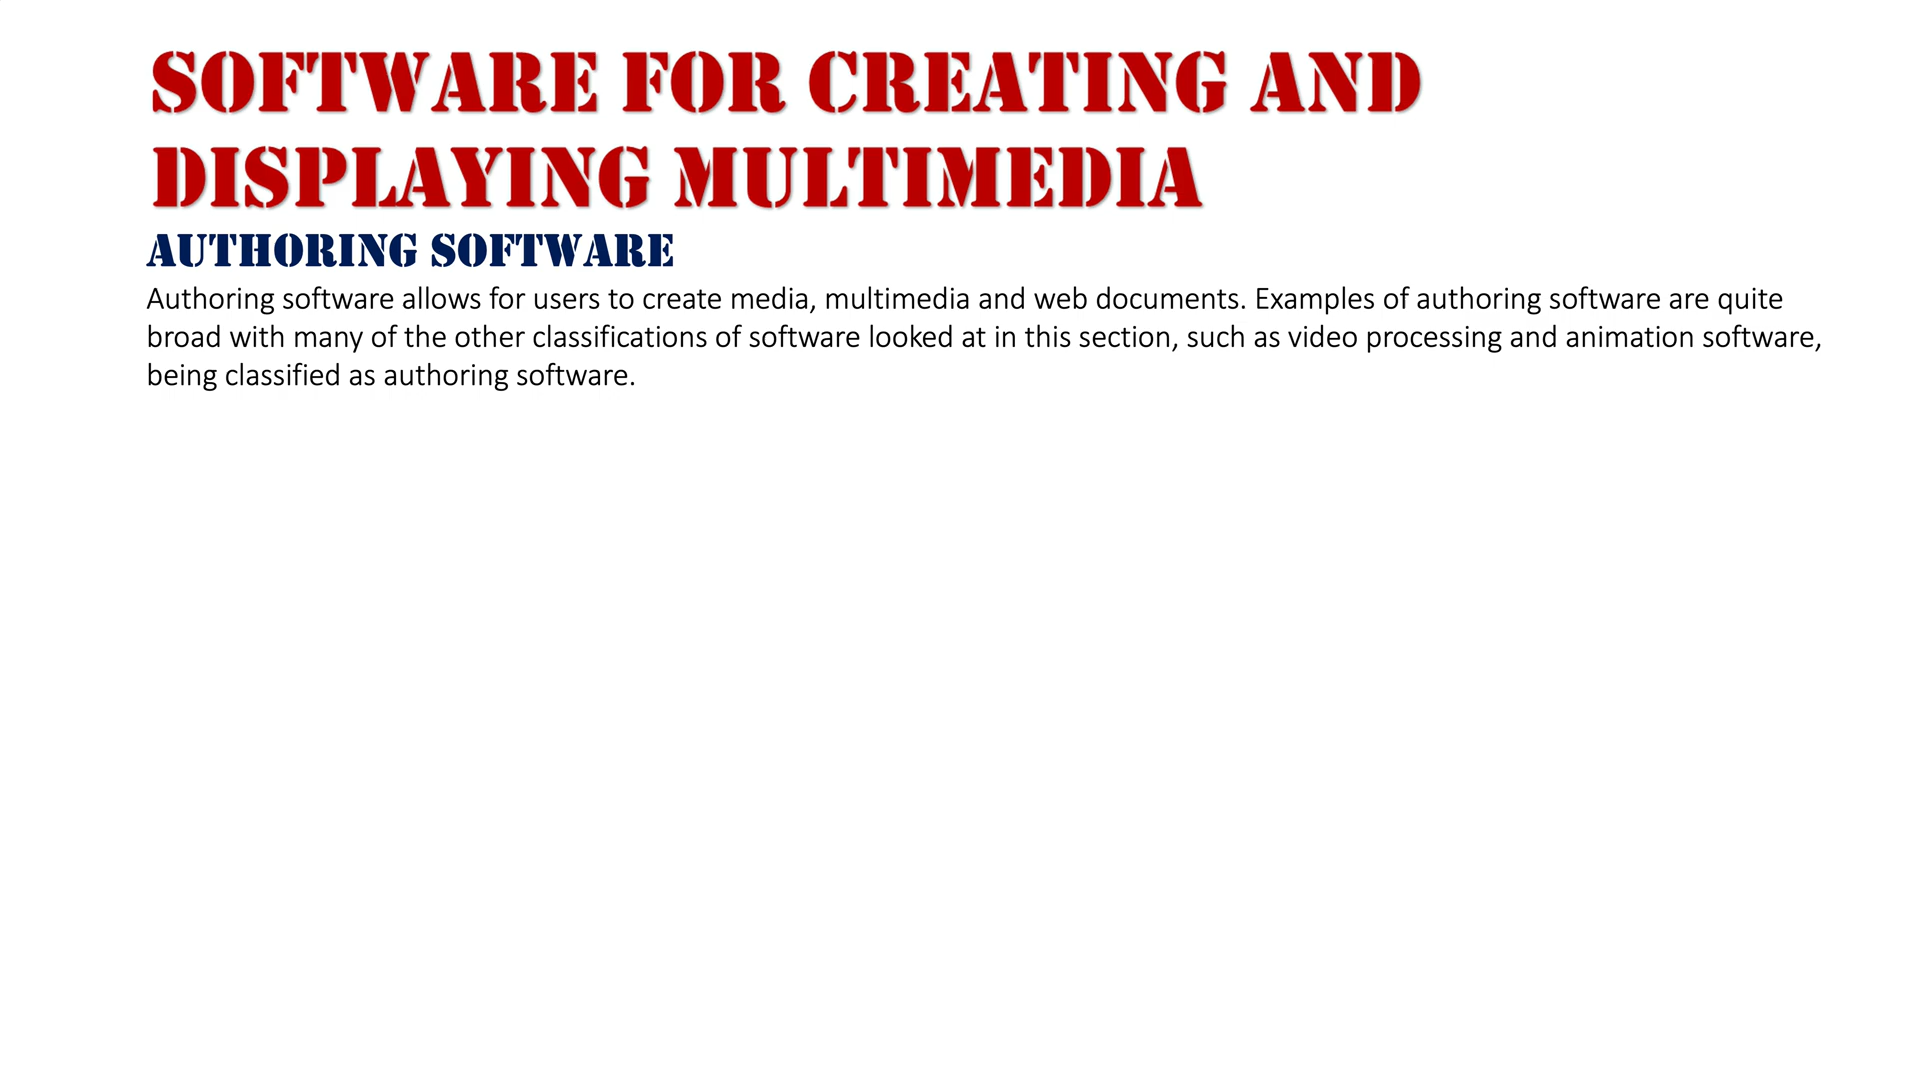 SOFTWARE FOR CREATING AND
DISPLAYING MULTIMEDIA
AUTHORING SOFTWARE
Authoring software allows for users to create media, multimedia and web documents. Examples of authoring software are quite
broad with many of the other classifications of software looked at in this section, such as video processing and animation software,
being classified as authoring software.